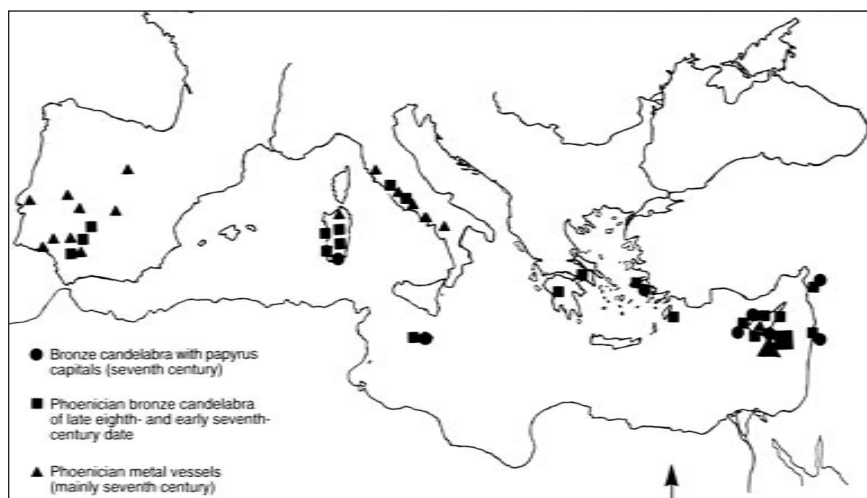 Bronze candelabra with papyrus
capitals (seventh century)
Phoenician bronze candelabra
of late eighth- and early seventh-
century date
Phoenician metal vessels
(mainly seventh century)